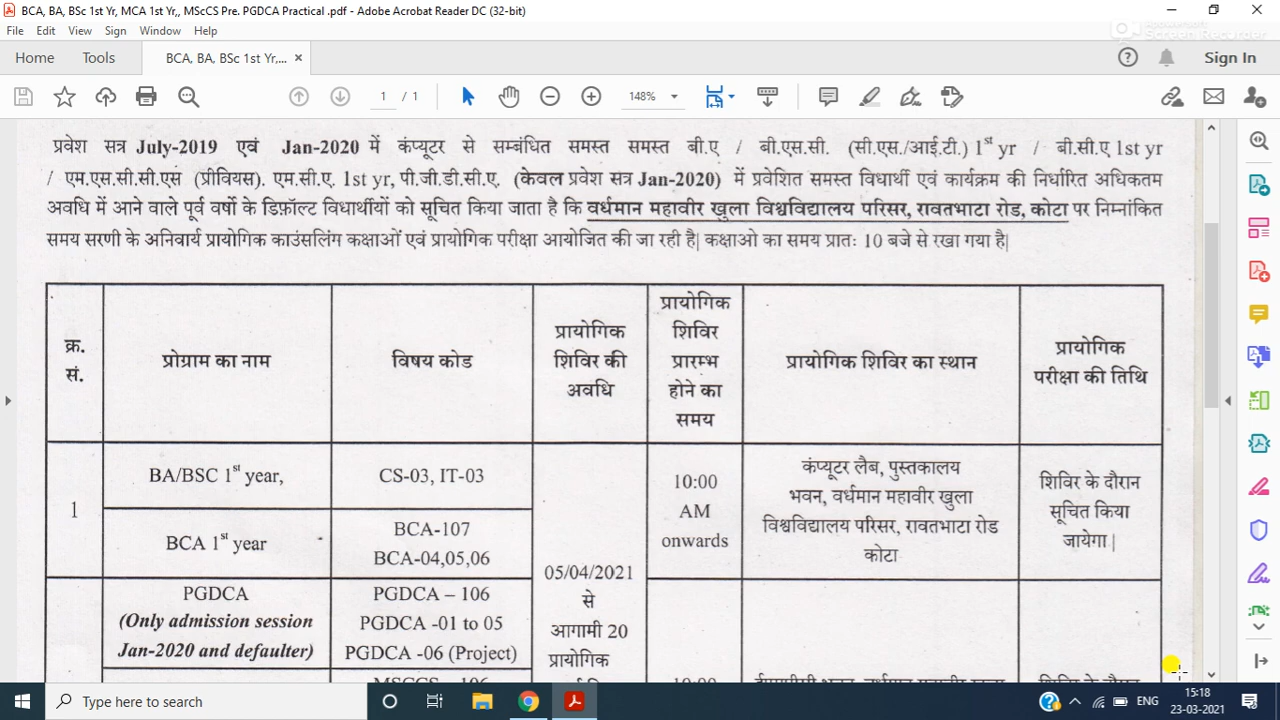 BCA, BA, BSc 1st Yr, MCA 1st Yr,, MScCS Pre. PGDCA Practical .pdf - Adobe Acrobat Reader DC (32-bit)
File Edit View Sign Window Help
Screen Recorder
Home Tools BCA, BA, BSc 1st Yr,... × Sign In
1 / 1 148%
प्रवेश सत्र July-2019 एवं Jan-2020 में कंप्यूटर से सम्बंधित समस्त समस्त बी.ए / बी.एस.सी. (सी.एस./आई.टी.) 1st yr / बी.सी.ए 1st yr
/ एम.एस.सी.सी.एस (प्रीवियस). एम.सी.ए. 1st yr, पी.जी.डी.सी.ए. (केवल प्रवेश सत्र Jan-2020) में प्रवेशित समस्त विधार्थी एवं कार्यक्रम की निर्धारित अधिकतम
अवधि में आने वाले पूर्व वर्षो के डिफ़ॉल्ट विधार्थीयों को सूचित किया जाता है कि वर्धमान महावीर खुला विश्वविद्यालय परिसर, रावतभाटा रोड, कोटा पर निम्नांकित
समय सारणी के अनिवार्य प्रायोगिक काउंसलिंग कक्षाओं एवं प्रायोगिक परीक्षा आयोजित की जा रही है| कक्षाओ का समय प्रातः 10 बजे से रखा गया है|
क्र.
सं.
प्रोग्राम का नाम
विषय कोड
प्रायोगिक
शिविर की
अवधि
प्रायोगिक
शिविर
प्रारम्भ
होने का
समय
प्रायोगिक शिविर का स्थान
प्रायोगिक
परीक्षा की तिथि
1
BA/BSC 1st year,
CS-03, IT-03
BCA 1st year
BCA-107
BCA-04,05,06
10:00
AM
onwards
कंप्यूटर लैब, पुस्तकालय
भवन, वर्धमान महावीर खुला
विश्वविद्यालय परिसर, रावतभाटा रोड
कोटा
शिविर के दौरान
सूचित किया
जायेगा |
PGDCA
(Only admission session
Jan-2020 and defaulter)
PGDCA – 106
PGDCA -01 to 05
PGDCA -06 (Project)
05/04/2021
से
आगामी 20
प्रायोगिक
MSCCS – 106
10:00
शिविर के दौरान
Type here to search
ENG
15:18
23-03-2021